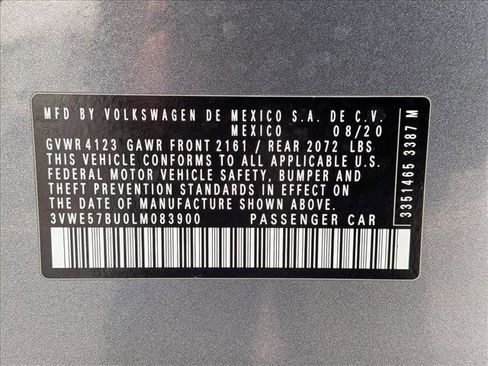 MFD BY VOLKSWAGEN DE MEXICO S.A. DE C.V.
MEXICO 08/20
GVWR 4123 GAWR FRONT 2161 / REAR 2072 LBS
THIS VEHICLE CONFORMS TO ALL APPLICABLE U.S.
FEDERAL MOTOR VEHICLE SAFETY, BUMPER AND
THEFT PREVENTION STANDARDS IN EFFECT ON
THE DATE OF MANUFACTURE SHOWN ABOVE.
3VWE57BU0LM083900 PASSENGER CAR
3351465 3387 M